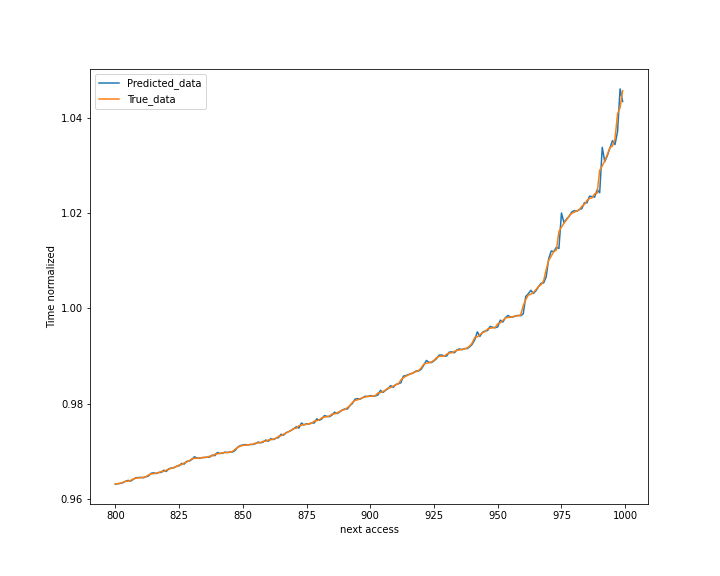 Predicted_data
True_data
1.04
1.02
1.00
0.98
0.96
Time normalized
800 825 850 875 900 925 950 975 1000
next access